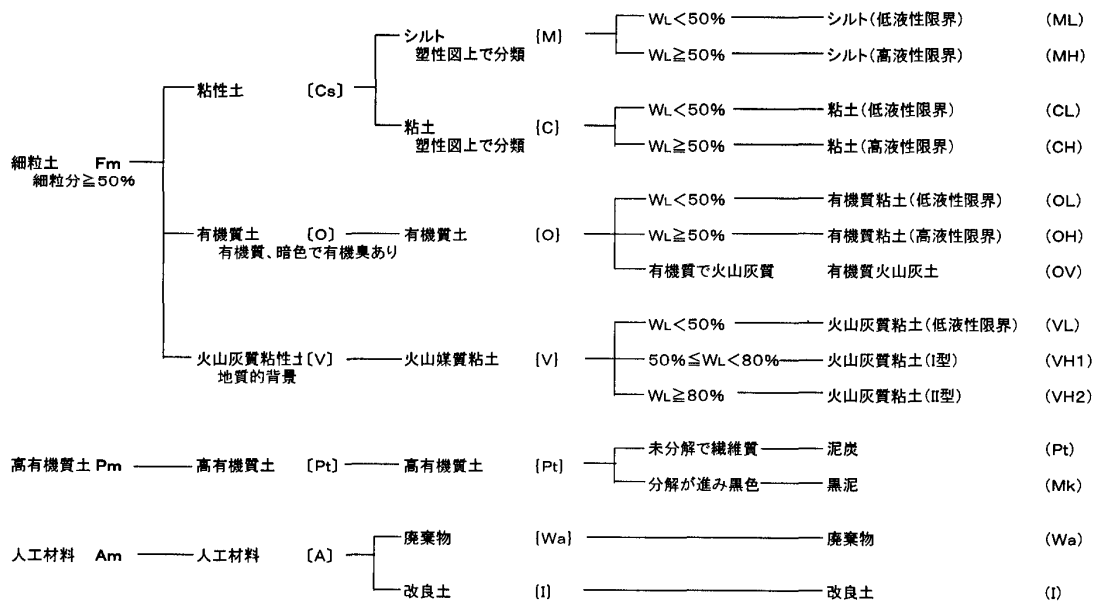 シルト {M} WL<50% シルト(低液性限界) (ML)
塑性図上で分類
WL≧50% シルト(高液性限界) (MH)
粘性土 〔Cs〕
粘土 {C} WL<50% 粘土(低液性限界) (CL)
塑性図上で分類
WL≧50% 粘土(高液性限界) (CH)
細粒土 Fm
細粒分≧50%
WL<50% 有機質粘土(低液性限界) (OL)
有機質土 〔O〕 有機質土 {O} WL≧50% 有機質粘土(高液性限界) (OH)
有機質、暗色で有機臭あり
有機質で火山灰質 有機質火山灰土 (OV)
WL<50% 火山灰質粘土(低液性限界) (VL)
火山灰質粘性土〔V〕 火山媒質粘土 {V} 50%≦WL<80% 火山灰質粘土(I型) (VH1)
地質的背景
WL≧80% 火山灰質粘土(II型) (VH2)
未分解で繊維質 泥炭 (Pt)
高有機質土 Pm 高有機質土 〔Pt〕 高有機質土 {Pt}
分解が進み黒色 黒泥 (Mk)
廃棄物 {Wa} 廃棄物 (Wa)
人工材料 Am 人工材料 〔A〕
改良土 {I} 改良土 (I)